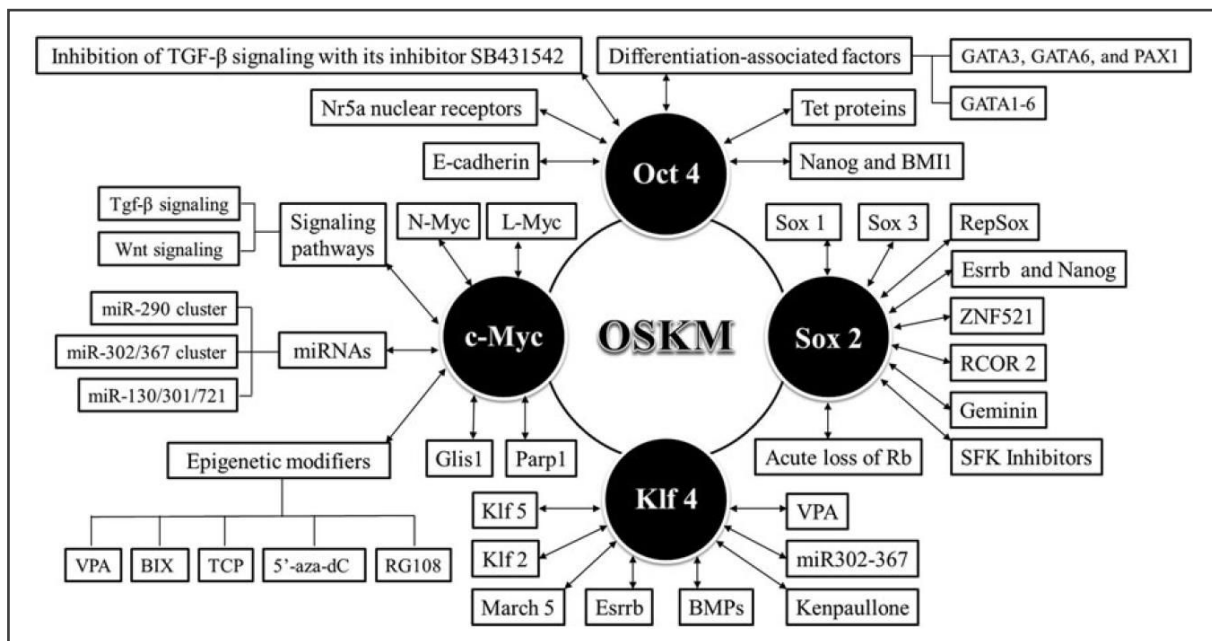 Inhibition of TGF-β signaling with its inhibitor SB431542
Differentiation-associated factors
GATA3, GATA6, and PAX1
GATA1-6
Nr5a nuclear receptors
Tet proteins
E-cadherin
Oct 4
Nanog and BMI1
Tgf-β signaling
Wnt signaling
Signaling
pathways
N-Myc
L-Myc
Sox 1
Sox 3
RepSox
Esrrb and Nanog
miR-290 cluster
miR-302/367 cluster
miR-130/301/721
miRNAs
c-Myc
OSKM
Sox 2
ZNF521
RCOR 2
Geminin
SFK Inhibitors
Acute loss of Rb
Epigenetic modifiers
Glis1
Parp1
VPA
BIX
TCP
5’-aza-dC
RG108
Klf 4
Klf 5
Klf 2
March 5
Esrrb
BMPs
VPA
miR302-367
Kenpaullone